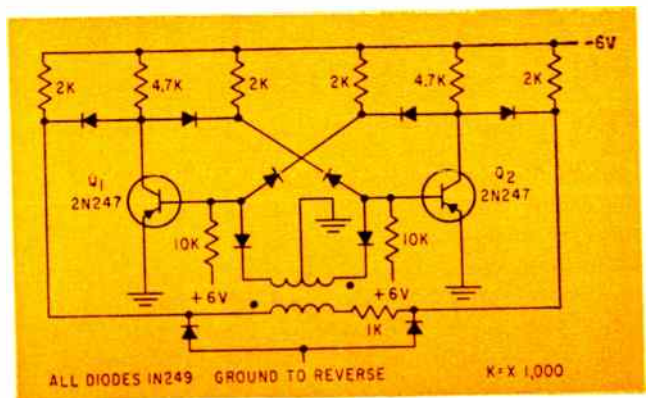 -6V
2K
4.7K
2K
2K
4.7K
2K
Q1
2N247
Q2
2N247
10K
10K
+6V
+6V
1K
ALL DIODES IN249 GROUND TO REVERSE K=X 1,000